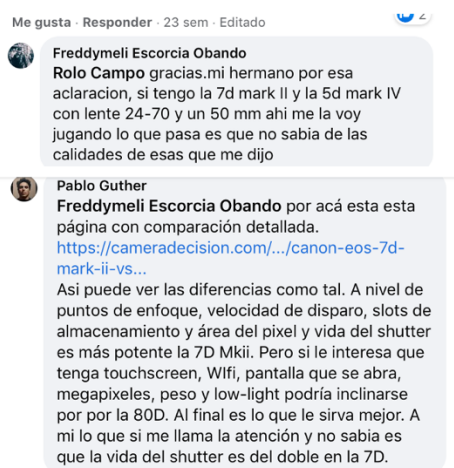 Me gusta · Responder · 23 sem · Editado
2
Freddymeli Escorcia Obando
Rolo Campo gracias.mi hermano por esa
aclaracion, si tengo la 7d mark II y la 5d mark IV
con lente 24-70 y un 50 mm ahi me la voy
jugando lo que pasa es que no sabia de las
calidades de esas que me dijo
Pablo Guther
Freddymeli Escorcia Obando por acá esta esta
página con comparación detallada.
https://cameradecision.com/.../canon-eos-7d-
mark-ii-vs...
Asi puede ver las diferencias como tal. A nivel de
puntos de enfoque, velocidad de disparo, slots de
almacenamiento y área del pixel y vida del shutter
es más potente la 7D Mkii. Pero si le interesa que
tenga touchscreen, WIfi, pantalla que se abra,
megapixeles, peso y low-light podría inclinarse
por por la 80D. Al final es lo que le sirva mejor. A
mi lo que si me llama la atención y no sabia es
que la vida del shutter es del doble en la 7D.